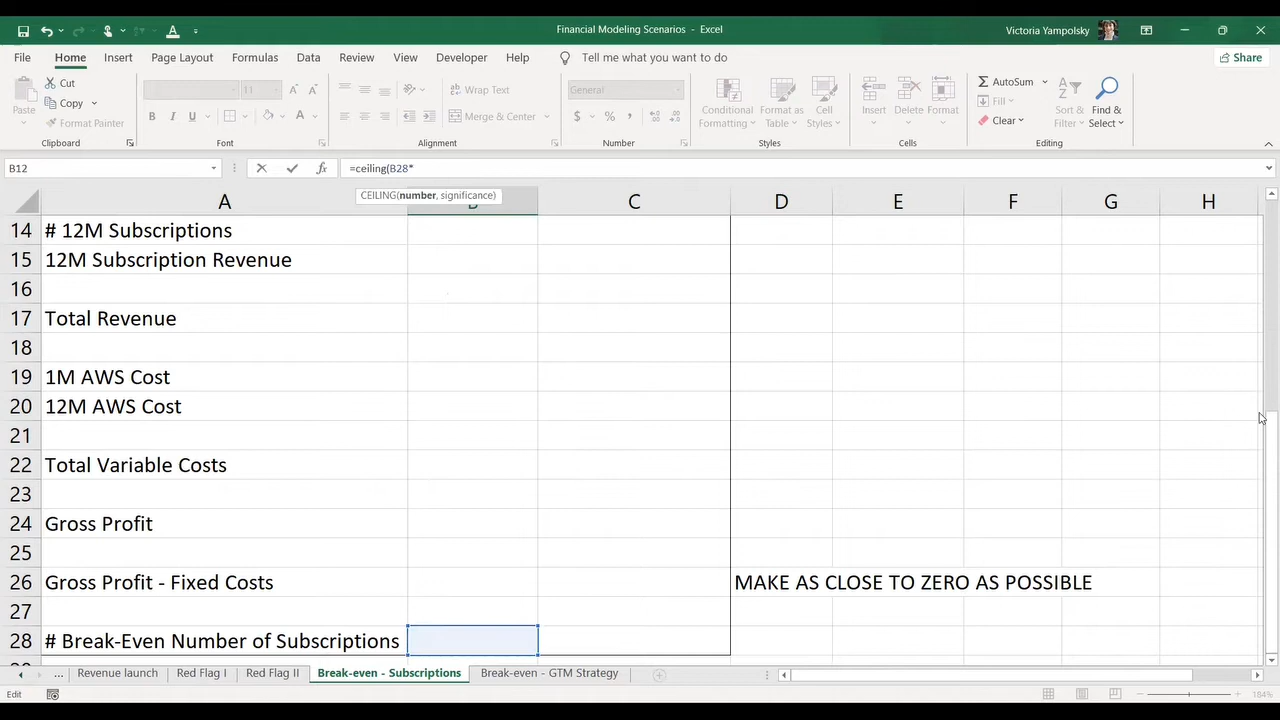 Financial Modeling Scenarios - Excel
Victoria Yampolsky
File Home Insert Page Layout Formulas Data Review View Developer Help Tell me what you want to do Share
Paste
Cut
Copy
Format Painter
B I U
Wrap Text
Merge & Center
General
$ % ,
Conditional Formatting
Format as Table
Cell Styles
Insert Delete Format
AutoSum
Fill
Clear
Sort & Filter
Find & Select
Clipboard Font Alignment Number Styles Cells Editing
B12 fx =ceiling(B28*
CEILING(number, significance)
A B C D E F G H
14 # 12M Subscriptions
15 12M Subscription Revenue
16
17 Total Revenue
18
19 1M AWS Cost
20 12M AWS Cost
21
22 Total Variable Costs
23
24 Gross Profit
25
26 Gross Profit - Fixed Costs MAKE AS CLOSE TO ZERO AS POSSIBLE
27
28 # Break-Even Number of Subscriptions
... Revenue launch Red Flag I Red Flag II Break-even - Subscriptions Break-even - GTM Strategy
Edit 184%